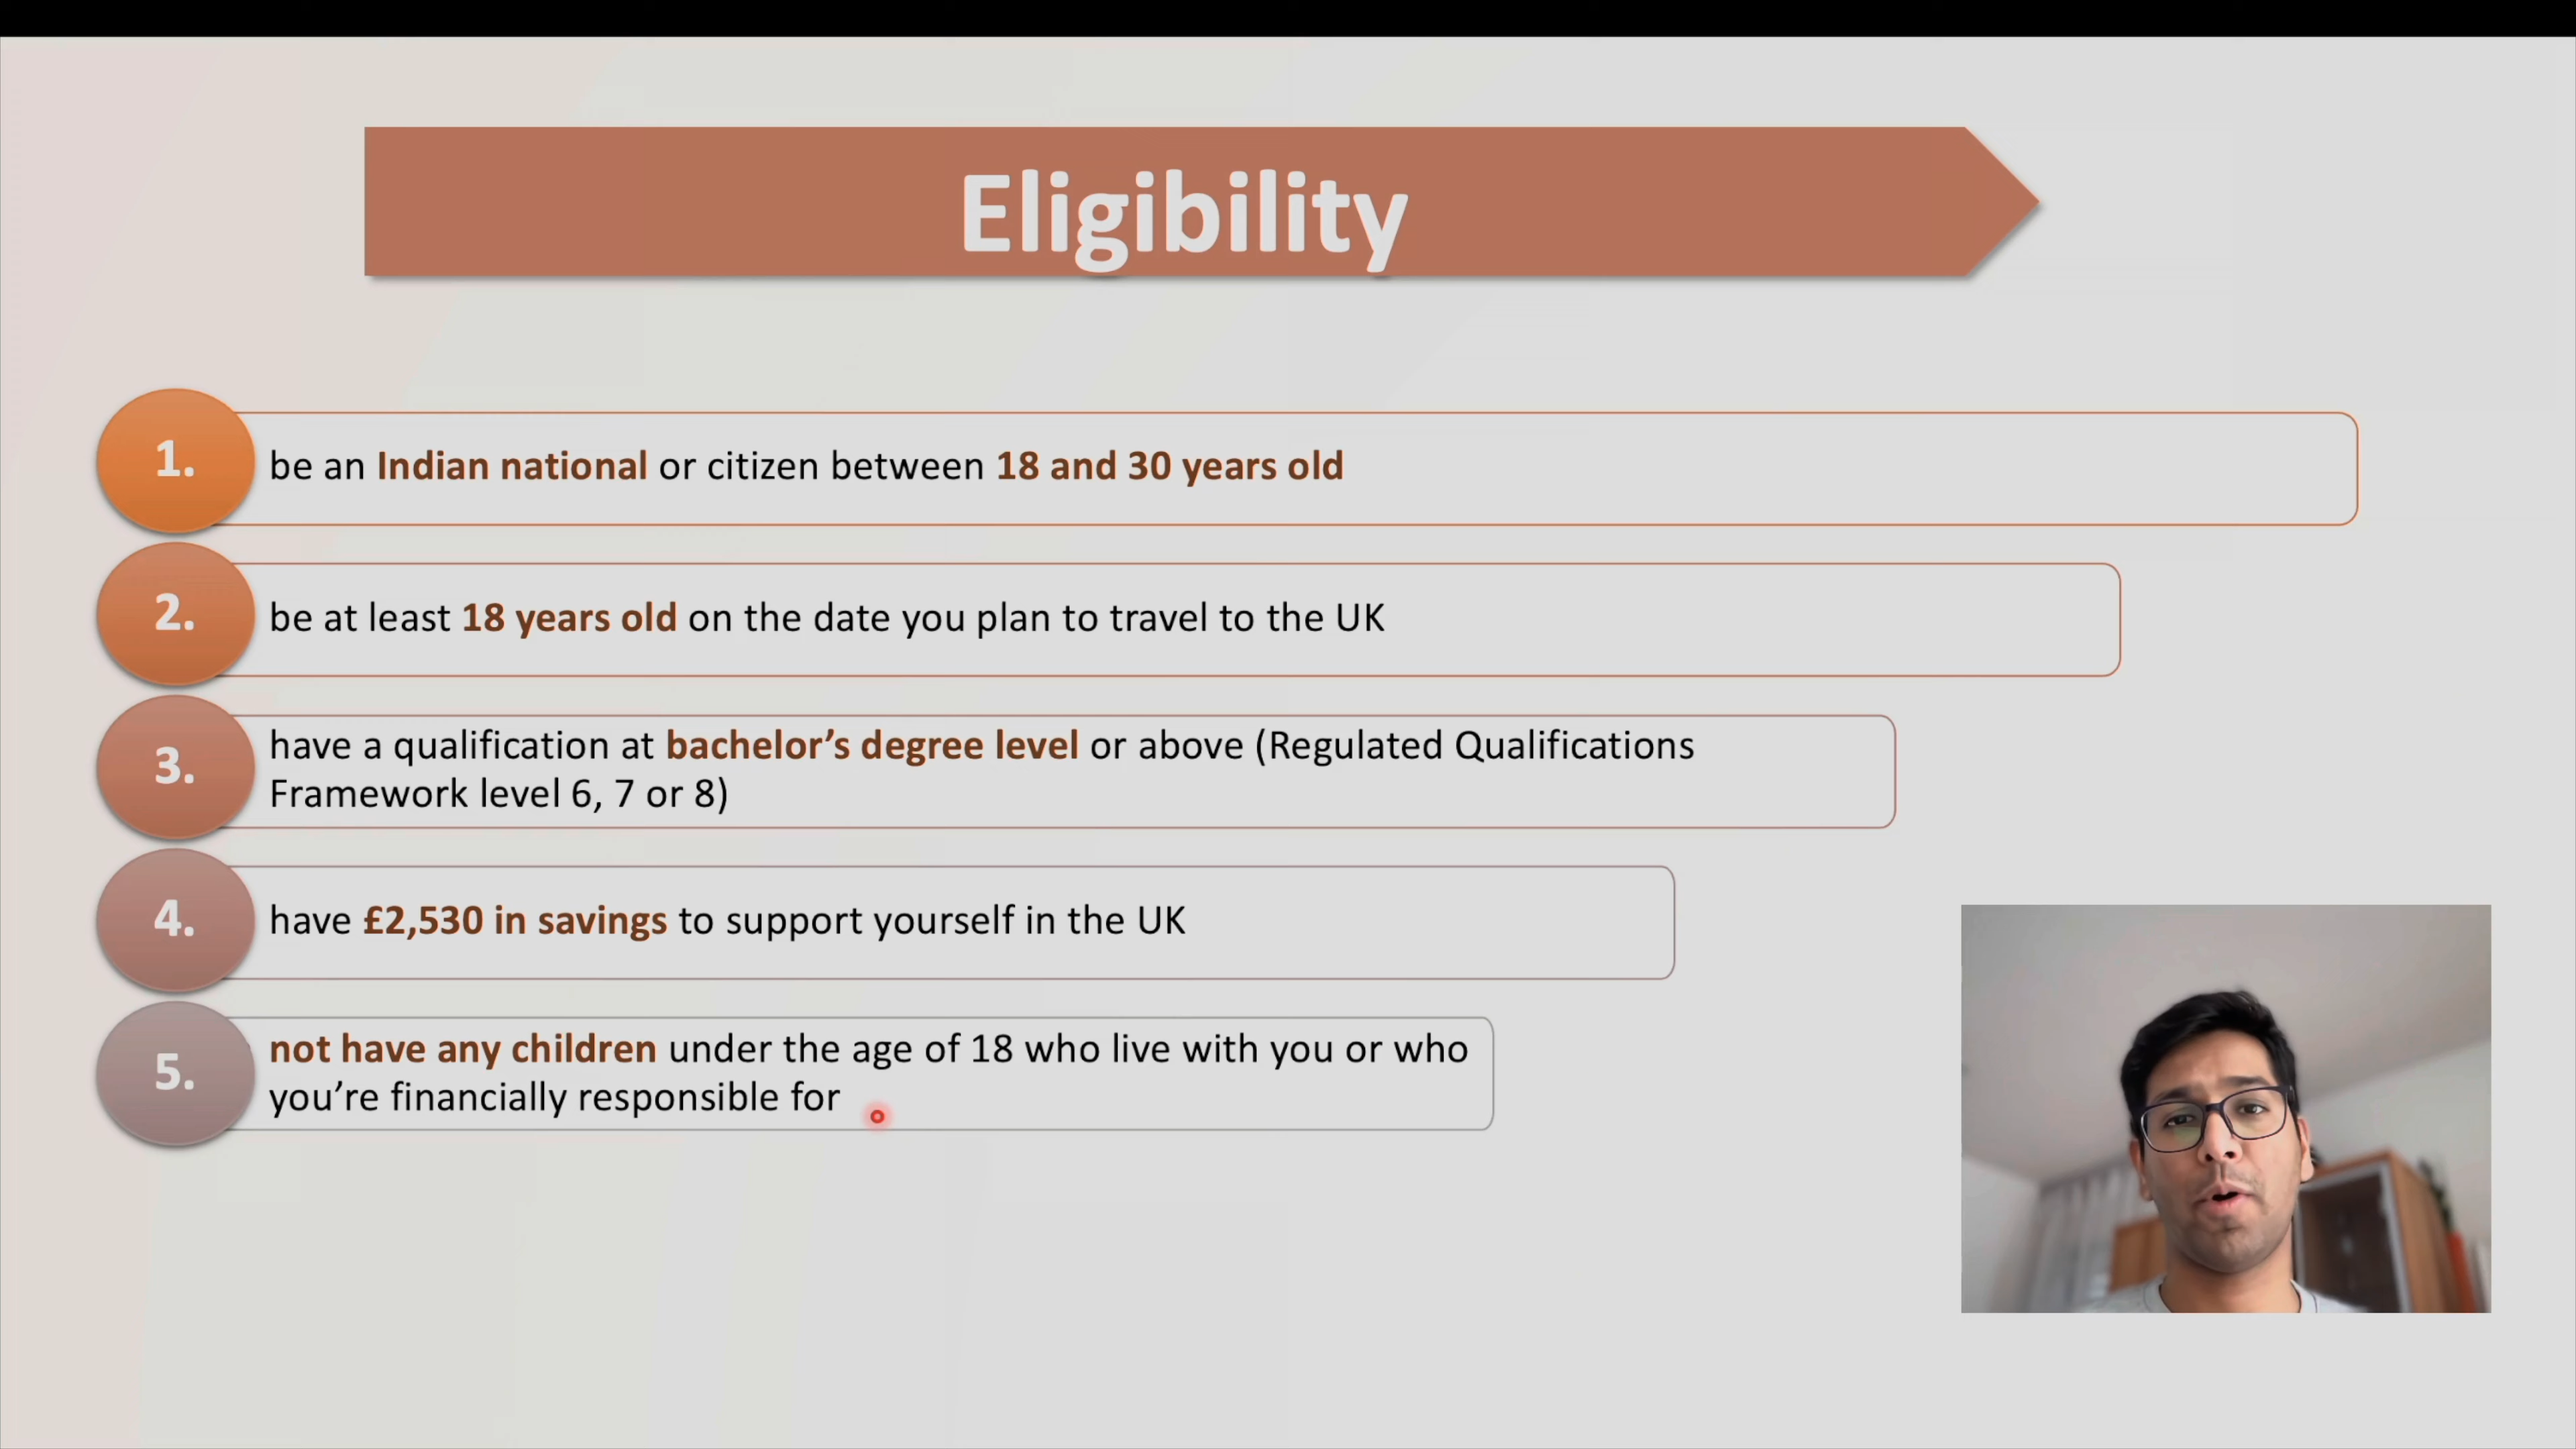 Eligibility
1.
be an Indian national or citizen between 18 and 30 years old
2.
be at least 18 years old on the date you plan to travel to the UK
3.
have a qualification at bachelor’s degree level or above (Regulated Qualifications
Framework level 6, 7 or 8)
4.
have £2,530 in savings to support yourself in the UK
5.
not have any children under the age of 18 who live with you or who
you’re financially responsible for